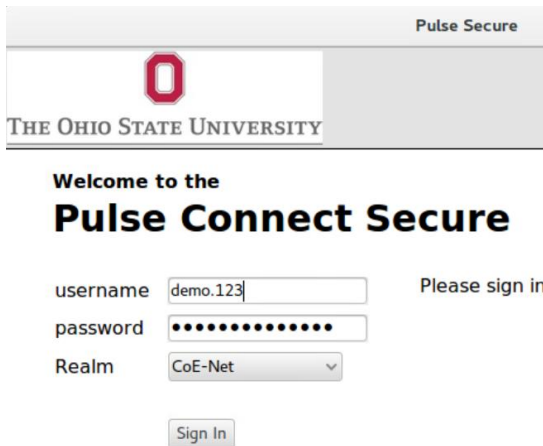 Pulse Secure
O
THE OHIO STATE UNIVERSITY
Welcome to the
Pulse Connect Secure
username demo.123 Please sign in
password ••••••••••••••
Realm CoE-Net
Sign In